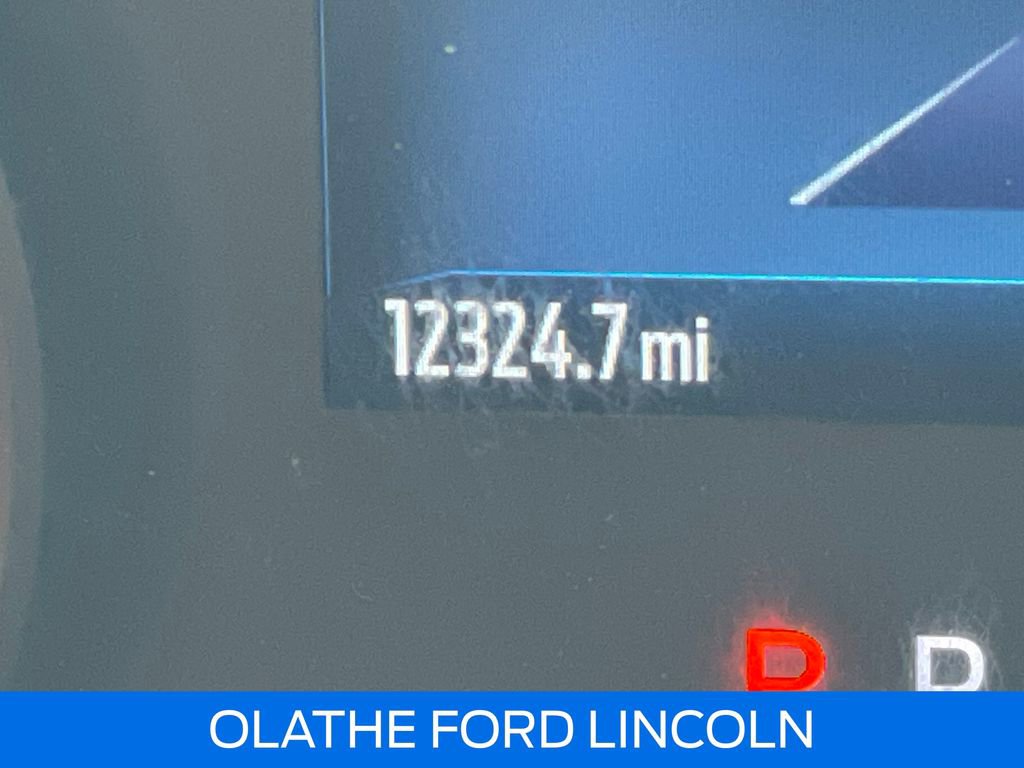 12324.7 mi
P
OLATHE FORD LINCOLN